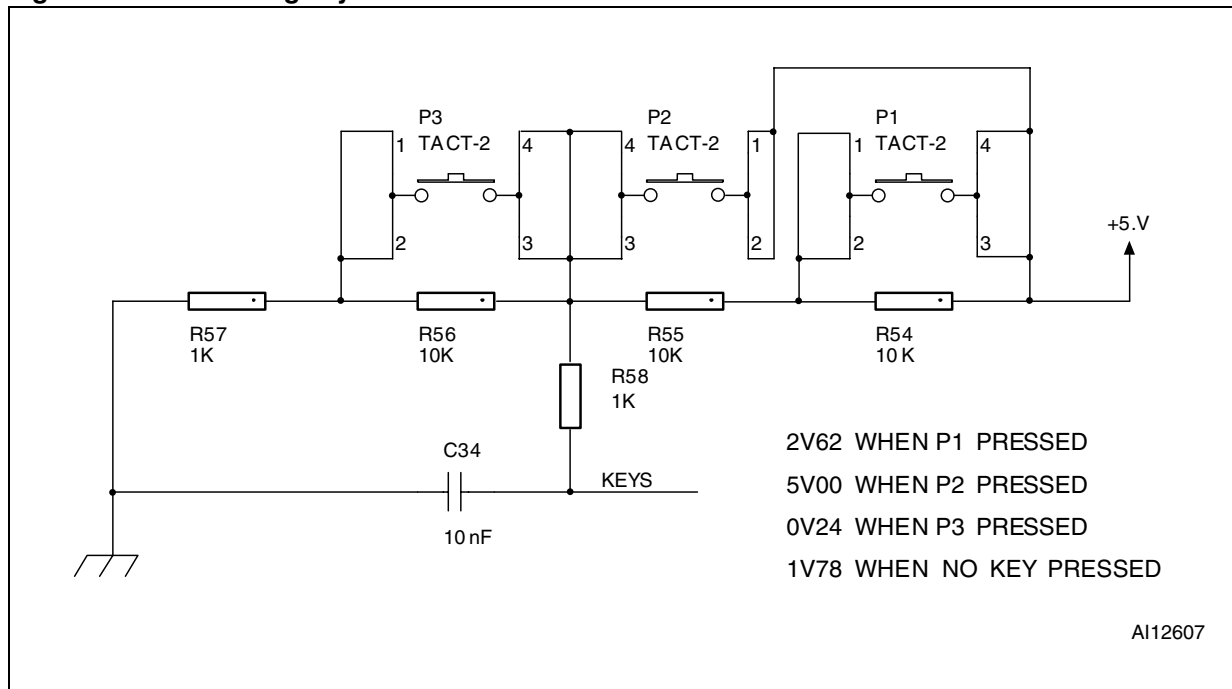 P3
TACT-2
P2
TACT-2
P1
TACT-2
1
4
4
1
1
4
2
3
3
2
2
3
+5.V
R57
1K
R56
10K
R55
10K
R54
10 K
R58
1K
C34
10 nF
KEYS
2V62 WHEN P1 PRESSED
5V00 WHEN P2 PRESSED
0V24 WHEN P3 PRESSED
1V78 WHEN NO KEY PRESSED
AI12607